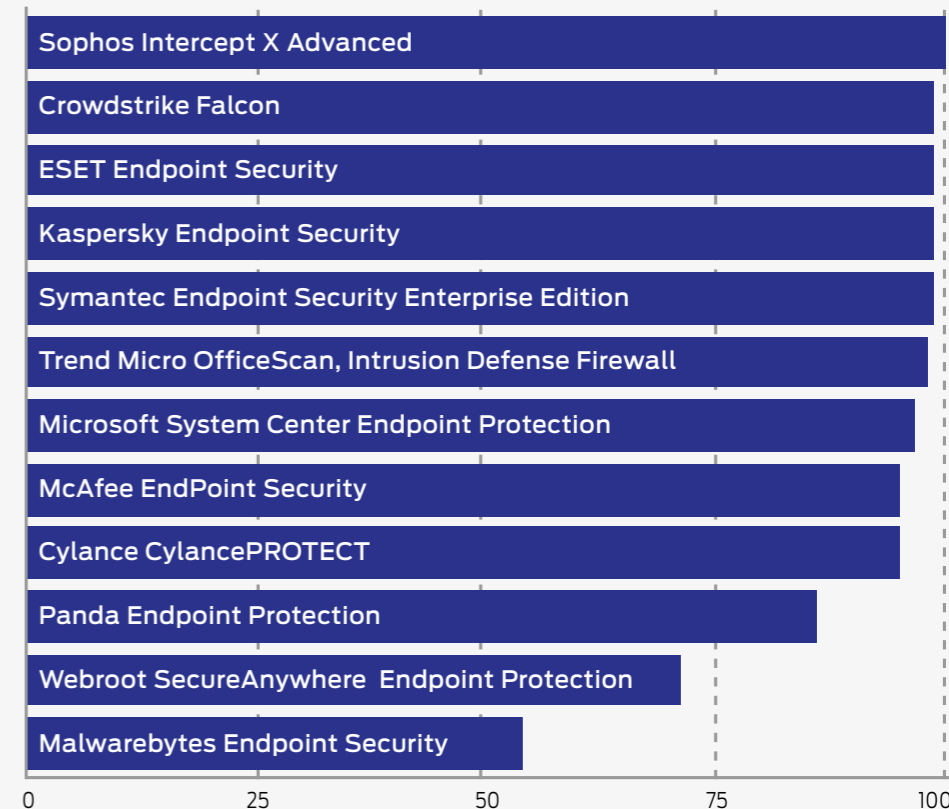 Sophos Intercept X Advanced
Crowdstrike Falcon
ESET Endpoint Security
Kaspersky Endpoint Security
Symantec Endpoint Security Enterprise Edition
Trend Micro OfficeScan, Intrusion Defense Firewall
Microsoft System Center Endpoint Protection
McAfee EndPoint Security
Cylance CylancePROTECT
Panda Endpoint Protection
Webroot SecureAnywhere Endpoint Protection
Malwarebytes Endpoint Security
0 25 50 75 100